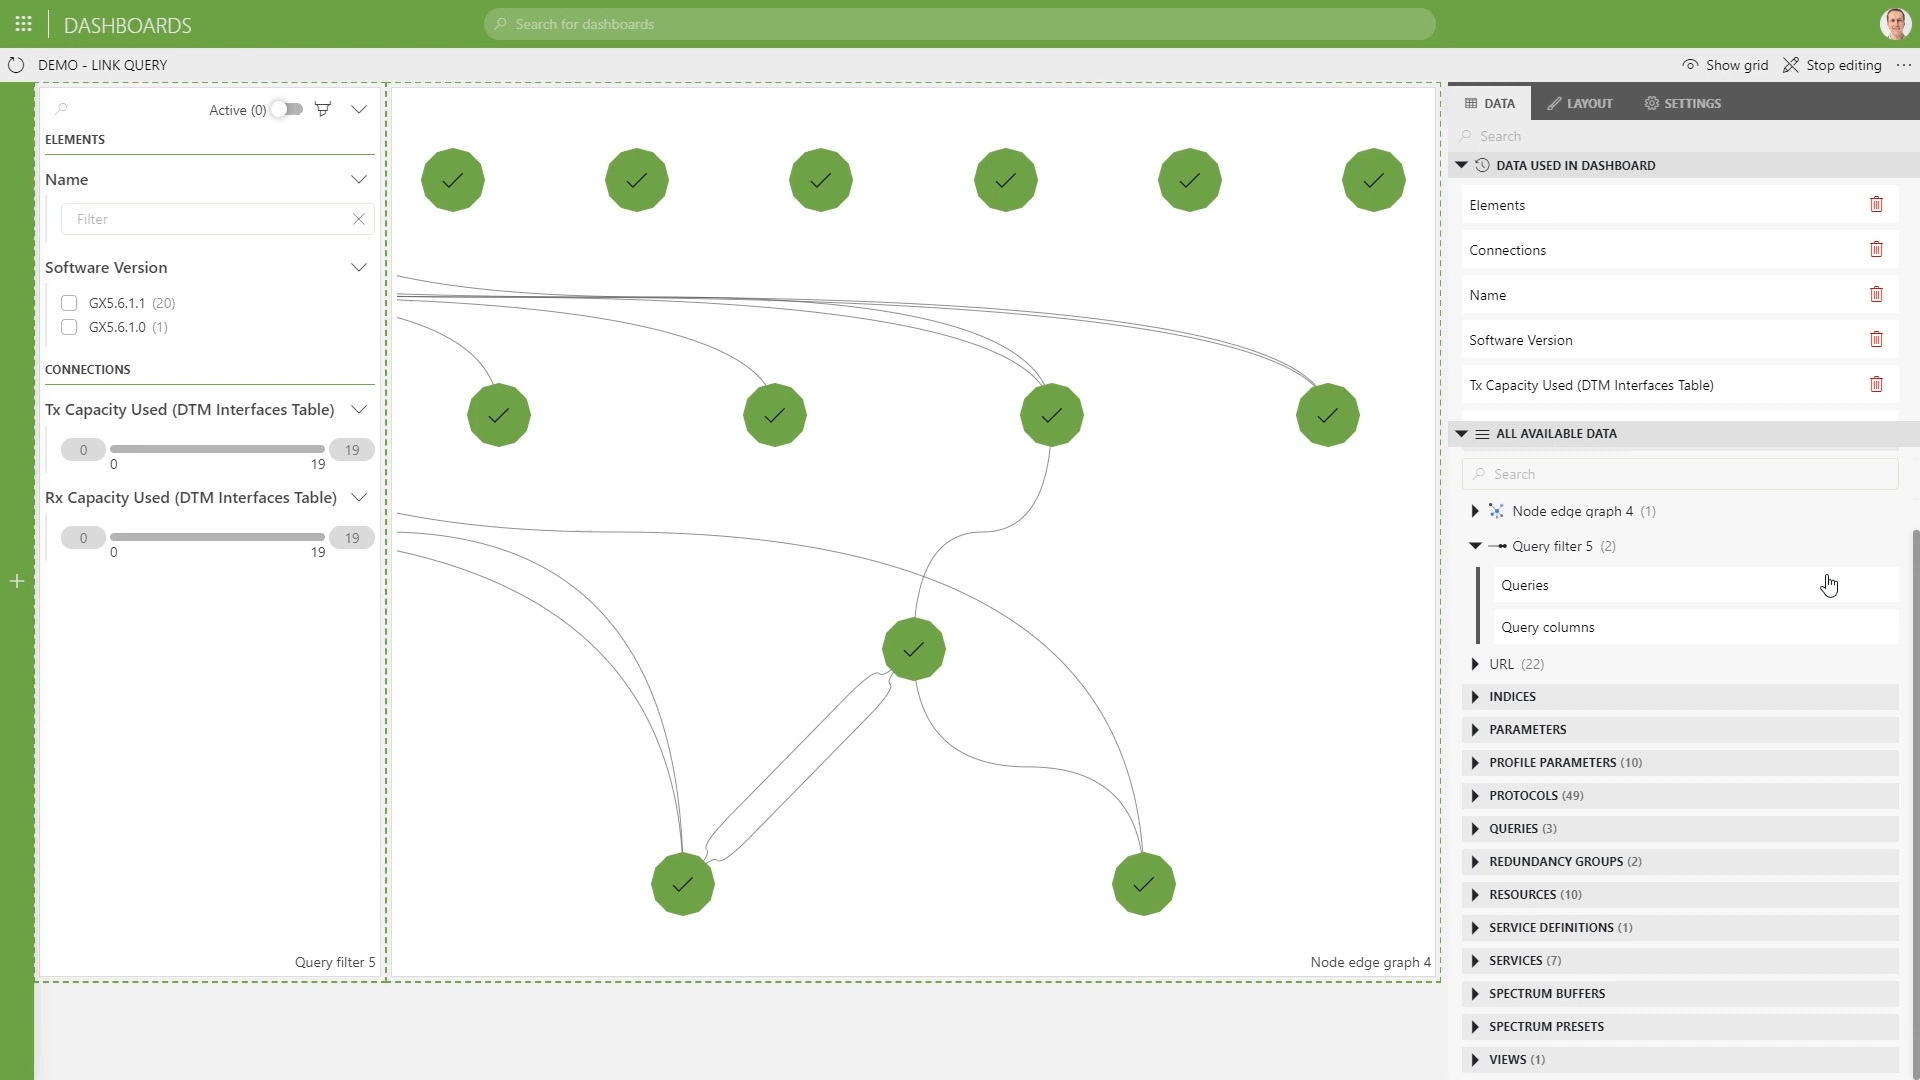 DASHBOARDS
Search for dashboards
DEMO - LINK QUERY
Show grid
Stop editing
Active (0)
ELEMENTS
Name
Filter
Software Version
GX5.6.1.1 (20)
GX5.6.1.0 (1)
CONNECTIONS
Tx Capacity Used (DTM Interfaces Table)
0
19
0
19
Rx Capacity Used (DTM Interfaces Table)
0
19
0
19
Query filter 5
Node edge graph 4
DATA
LAYOUT
SETTINGS
Search
DATA USED IN DASHBOARD
Elements
Connections
Name
Software Version
Tx Capacity Used (DTM Interfaces Table)
ALL AVAILABLE DATA
Search
Node edge graph 4 (1)
Query filter 5 (2)
Queries
Query columns
URL (22)
INDICES
PARAMETERS
PROFILE PARAMETERS (10)
PROTOCOLS (49)
QUERIES (3)
REDUNDANCY GROUPS (2)
RESOURCES (10)
SERVICE DEFINITIONS (1)
SERVICES (7)
SPECTRUM BUFFERS
SPECTRUM PRESETS
VIEWS (1)